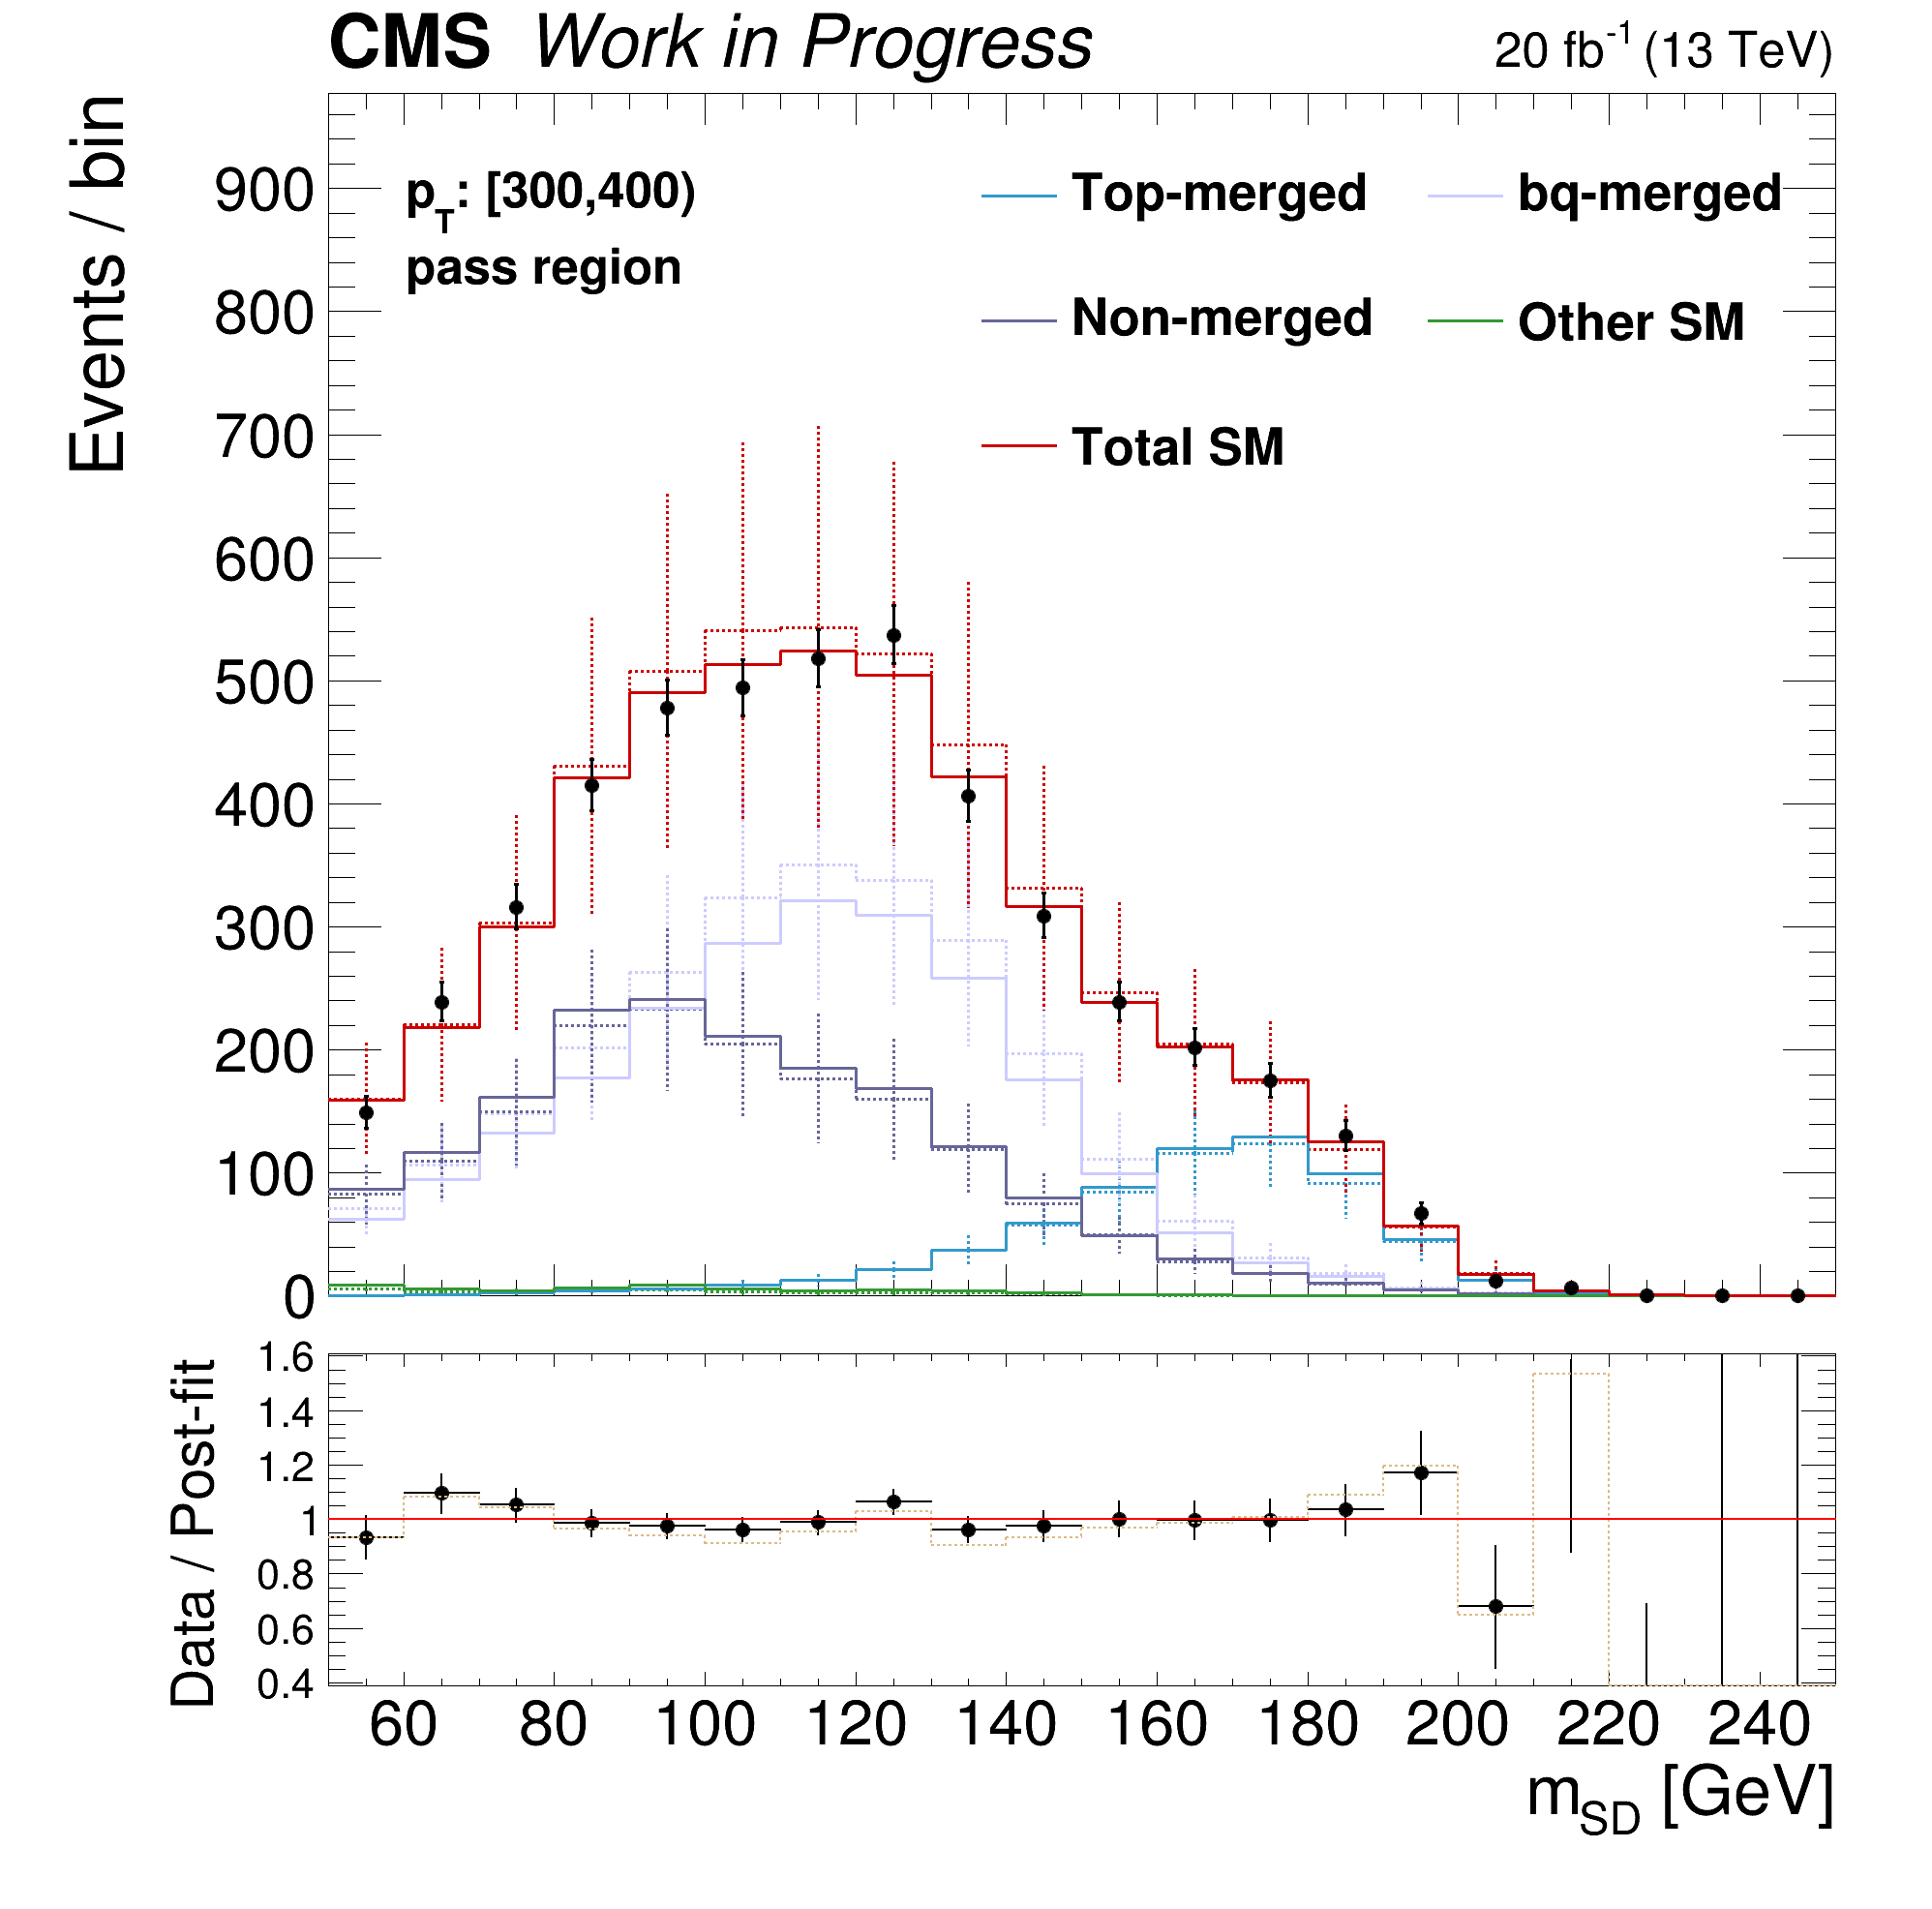 CMS Work in Progress
20 fb-1 (13 TeV)
Events / bin
900
800
700
600
500
400
300
200
100
0
pT: [300,400)
pass region
Top-merged
bq-merged
Non-merged
Other SM
Total SM
Data / Post-fit
1.6
1.4
1.2
1
0.8
0.6
0.4
60 80 100 120 140 160 180 200 220 240
mSD [GeV]